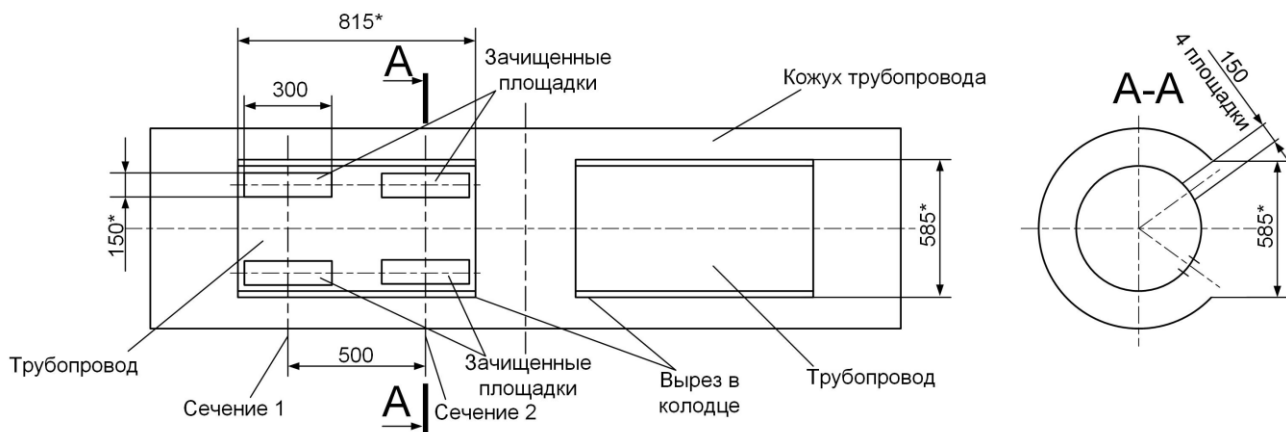 815*
А
Зачищенные
площадки
300
Кожух трубопровода
А-А
150
4 площадки
150*
585*
585*
Трубопровод
500
Зачищенные
площадки
Вырез в
колодце
Трубопровод
Сечение 1
А
Сечение 2